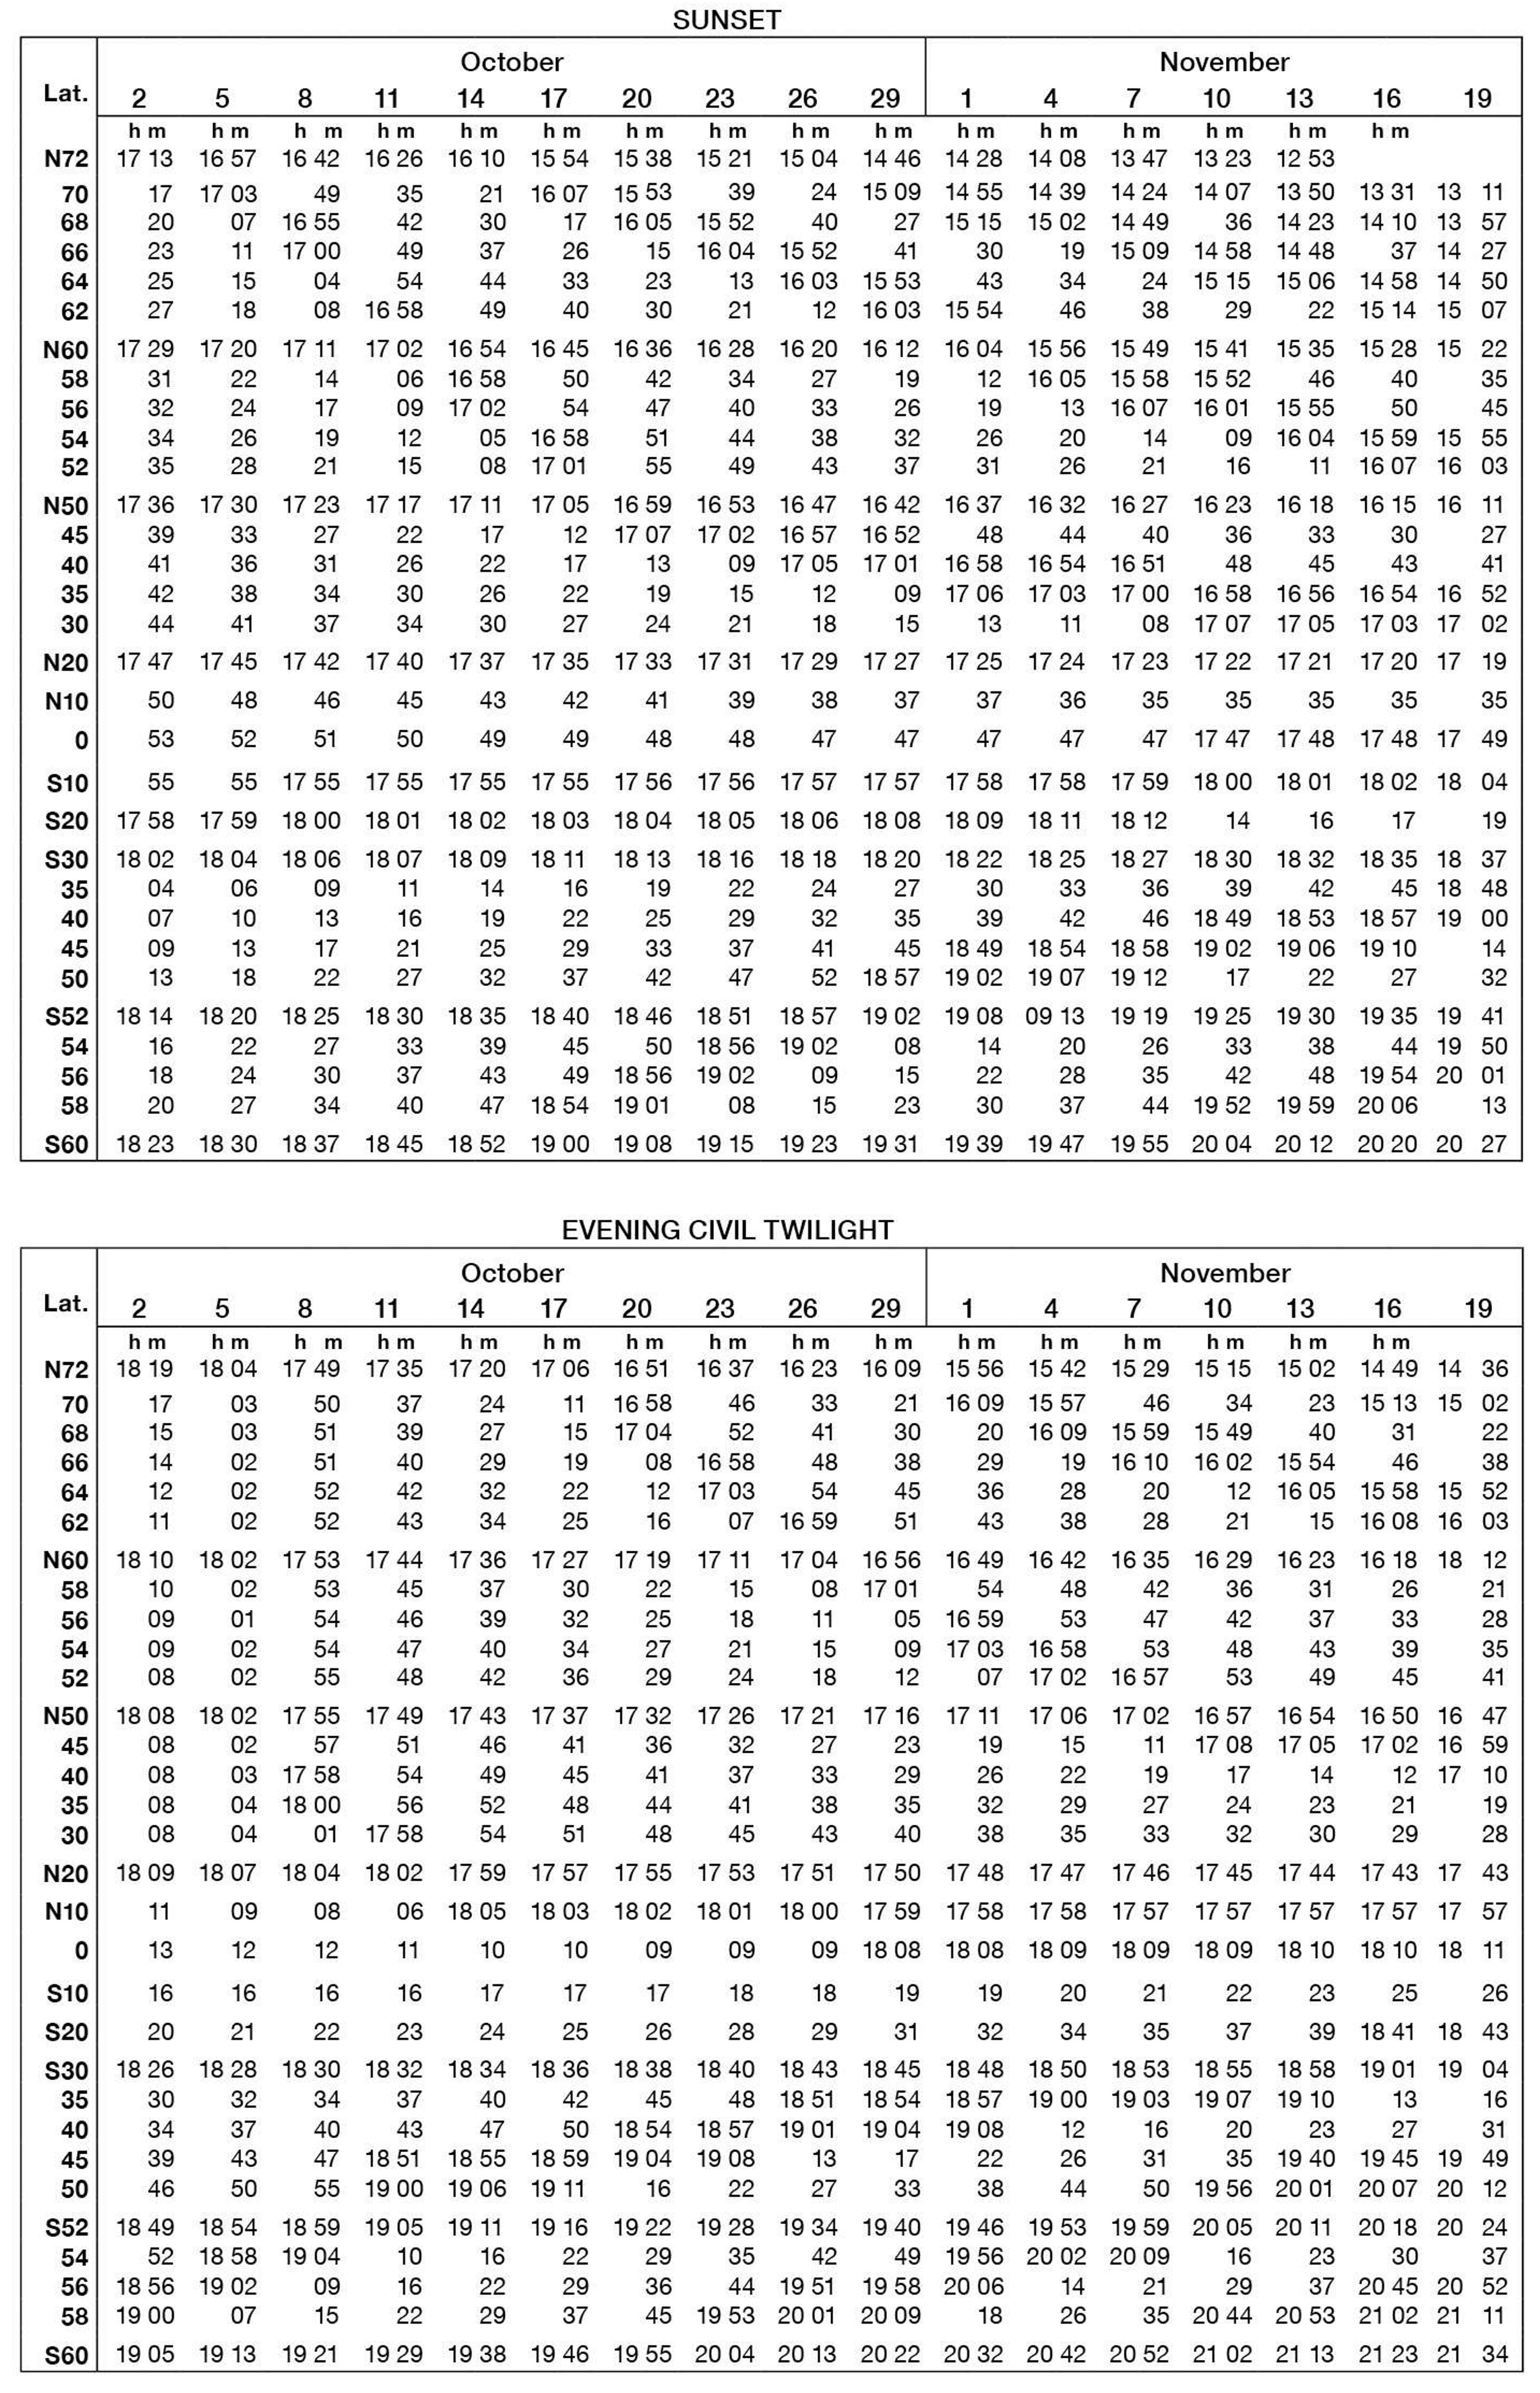 SUNSET
October November
Lat. 2 5 8 11 14 17 20 23 26 29 1 4 7 10 13 16 19
h m h m h m h m h m h m h m h m h m h m h m h m h m h m h m h m
N72 17 13 16 57 16 42 16 26 16 10 15 54 15 38 15 21 15 04 14 46 14 28 14 08 13 47 13 23 12 53
70 17 17 03 49 35 21 16 07 15 53 39 24 15 09 14 55 14 39 14 24 14 07 13 50 13 31 13 11
68 20 07 16 55 42 30 17 16 05 15 52 40 27 15 15 15 02 14 49 36 14 23 14 10 13 57
66 23 11 17 00 49 37 26 15 16 04 15 52 41 30 19 15 09 14 58 14 48 37 14 27
64 25 15 04 54 44 33 23 13 16 03 15 53 43 34 24 15 15 15 06 14 58 14 50
62 27 18 08 16 58 49 40 30 21 12 16 03 15 54 46 38 29 22 15 14 15 07
N60 17 29 17 20 17 11 17 02 16 54 16 45 16 36 16 28 16 20 16 12 16 04 15 56 15 49 15 41 15 35 15 28 15 22
58 31 22 14 06 16 58 50 42 34 27 19 12 16 05 15 58 15 52 46 40 35
56 32 24 17 09 17 02 54 47 40 33 26 19 13 16 07 16 01 15 55 50 45
54 34 26 19 12 05 16 58 51 44 38 32 26 20 14 09 16 04 15 59 15 55
52 35 28 21 15 08 17 01 55 49 43 37 31 26 21 16 11 16 07 16 03
N50 17 36 17 30 17 23 17 17 17 11 17 05 16 59 16 53 16 47 16 42 16 37 16 32 16 27 16 23 16 18 16 15 16 11
45 39 33 27 22 17 12 17 07 17 02 16 57 16 52 48 44 40 36 33 30 27
40 41 36 31 26 22 17 13 09 17 05 17 01 16 58 16 54 16 51 48 45 43 41
35 42 38 34 30 26 22 19 15 12 09 17 06 17 03 17 00 16 58 16 56 16 54 16 52
30 44 41 37 34 30 27 24 21 18 15 13 11 08 17 07 17 05 17 03 17 02
N20 17 47 17 45 17 42 17 40 17 37 17 35 17 33 17 31 17 29 17 27 17 25 17 24 17 23 17 22 17 21 17 20 17 19
N10 50 48 46 45 43 42 41 39 38 37 37 36 35 35 35 35 35
0 53 52 51 50 49 49 48 48 47 47 47 47 47 17 47 17 48 17 48 17 49
S10 55 55 17 55 17 55 17 55 17 55 17 56 17 56 17 57 17 57 17 58 17 58 17 59 18 00 18 01 18 02 18 04
S20 17 58 17 59 18 00 18 01 18 02 18 03 18 04 18 05 18 06 18 08 18 09 18 11 18 12 14 16 17 19
S30 18 02 18 04 18 06 18 07 18 09 18 11 18 13 18 16 18 18 18 20 18 22 18 25 18 27 18 30 18 32 18 35 18 37
35 04 06 09 11 14 16 19 22 24 27 30 33 36 39 42 45 18 48
40 07 10 13 16 19 22 25 29 32 35 39 42 46 18 49 18 53 18 57 19 00
45 09 13 17 21 25 29 33 37 41 45 18 49 18 54 18 58 19 02 19 06 19 10 14
50 13 18 22 27 32 37 42 47 52 18 57 19 02 19 07 19 12 17 22 27 32
S52 18 14 18 20 18 25 18 30 18 35 18 40 18 46 18 51 18 57 19 02 19 08 09 13 19 19 19 25 19 30 19 35 19 41
54 16 22 27 33 39 45 50 18 56 19 02 08 14 20 26 33 38 44 19 50
56 18 24 30 37 43 49 18 56 19 02 09 15 22 28 35 42 48 19 54 20 01
58 20 27 34 40 47 18 54 19 01 08 15 23 30 37 44 19 52 19 59 20 06 13
S60 18 23 18 30 18 37 18 45 18 52 19 00 19 08 19 15 19 23 19 31 19 39 19 47 19 55 20 04 20 12 20 20 20 27
EVENING CIVIL TWILIGHT
October November
Lat. 2 5 8 11 14 17 20 23 26 29 1 4 7 10 13 16 19
h m h m h m h m h m h m h m h m h m h m h m h m h m h m h m h m
N72 18 19 18 04 17 49 17 35 17 20 17 06 16 51 16 37 16 23 16 09 15 56 15 42 15 29 15 15 15 02 14 49 14 36
70 17 03 50 37 24 11 16 58 46 33 21 16 09 15 57 46 34 23 15 13 15 02
68 15 03 51 39 27 15 17 04 52 41 30 20 16 09 15 59 15 49 40 31 22
66 14 02 51 40 29 19 08 16 58 48 38 29 19 16 10 16 02 15 54 46 38
64 12 02 52 42 32 22 12 17 03 54 45 36 28 20 12 16 05 15 58 15 52
62 11 02 52 43 34 25 16 07 16 59 51 43 38 28 21 15 16 08 16 03
N60 18 10 18 02 17 53 17 44 17 36 17 27 17 19 17 11 17 04 16 56 16 49 16 42 16 35 16 29 16 23 16 18 18 12
58 10 02 53 45 37 30 22 15 08 17 01 54 48 42 36 31 26 21
56 09 01 54 46 39 32 25 18 11 05 16 59 53 47 42 37 33 28
54 09 02 54 47 40 34 27 21 15 09 17 03 16 58 53 48 43 39 35
52 08 02 55 48 42 36 29 24 18 12 07 17 02 16 57 53 49 45 41
N50 18 08 18 02 17 55 17 49 17 43 17 37 17 32 17 26 17 21 17 16 17 11 17 06 17 02 16 57 16 54 16 50 16 47
45 08 02 57 51 46 41 36 32 27 23 19 15 11 17 08 17 05 17 02 16 59
40 08 03 17 58 54 49 45 41 37 33 29 26 22 19 17 14 12 17 10
35 08 04 18 00 56 52 48 44 41 38 35 32 29 27 24 23 21 19
30 08 04 01 17 58 54 51 48 45 43 40 38 35 33 32 30 29 28
N20 18 09 18 07 18 04 18 02 17 59 17 57 17 55 17 53 17 51 17 50 17 48 17 47 17 46 17 45 17 44 17 43 17 43
N10 11 09 08 06 18 05 18 03 18 02 18 01 18 00 17 59 17 58 17 58 17 57 17 57 17 57 17 57 17 57
0 13 12 12 11 10 10 09 09 09 18 08 18 08 18 09 18 09 18 09 18 10 18 10 18 11
S10 16 16 16 16 17 17 17 18 18 19 19 20 21 22 23 25 26
S20 20 21 22 23 24 25 26 28 29 31 32 34 35 37 39 18 41 18 43
S30 18 26 18 28 18 30 18 32 18 34 18 36 18 38 18 40 18 43 18 45 18 48 18 50 18 53 18 55 18 58 19 01 19 04
35 30 32 34 37 40 42 45 48 18 51 18 54 18 57 19 00 19 03 19 07 19 10 13 16
40 34 37 40 43 47 50 18 54 18 57 19 01 19 04 19 08 12 16 20 23 27 31
45 39 43 47 18 51 18 55 18 59 19 04 19 08 13 17 22 26 31 35 19 40 19 45 19 49
50 46 50 55 19 00 19 06 19 11 16 22 27 33 38 44 50 19 56 20 01 20 07 20 12
S52 18 49 18 54 18 59 19 05 19 11 19 16 19 22 19 28 19 34 19 40 19 46 19 53 19 59 20 05 20 11 20 18 20 24
54 52 18 58 19 04 10 16 22 29 35 42 49 19 56 20 02 20 09 16 23 30 37
56 18 56 19 02 09 16 22 29 36 44 19 51 19 58 20 06 14 21 29 37 20 45 20 52
58 19 00 07 15 22 29 37 45 19 53 20 01 20 09 18 26 35 20 44 20 53 21 02 21 11
S60 19 05 19 13 19 21 19 29 19 38 19 46 19 55 20 04 20 13 20 22 20 32 20 42 20 52 21 02 21 13 21 23 21 34